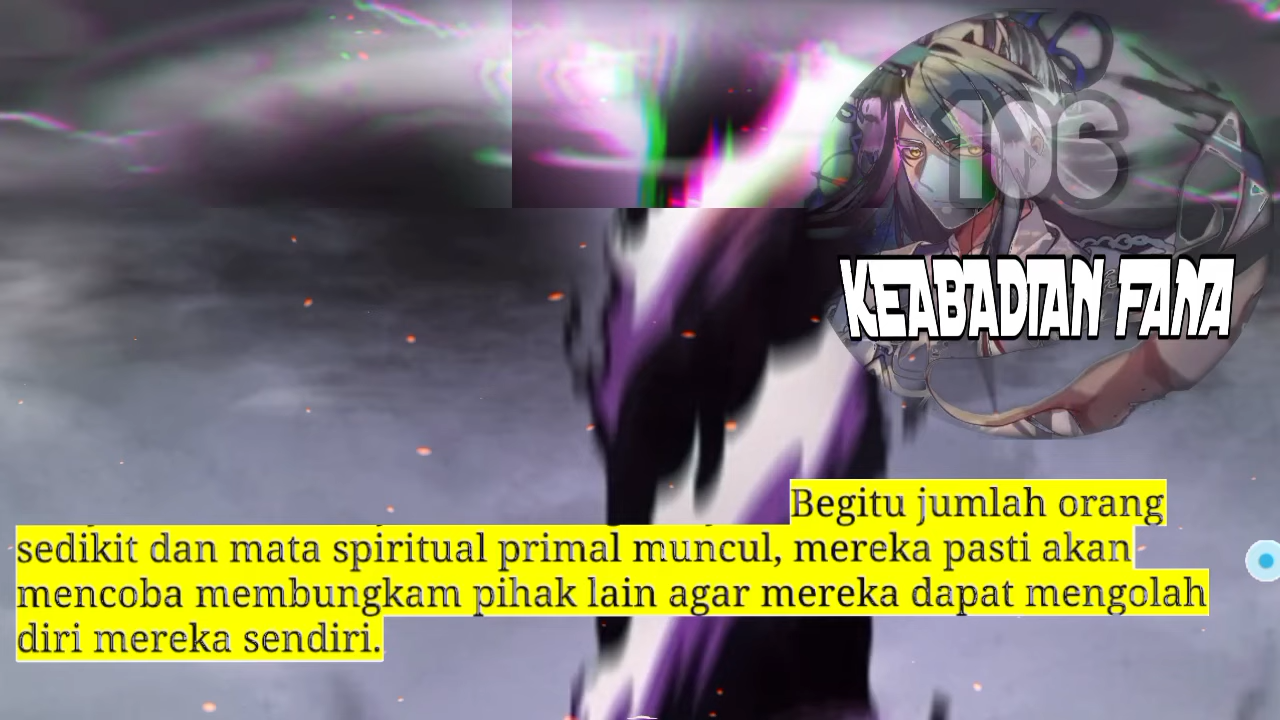 106
KEABADIAN FANA
Begitu jumlah orang
sedikit dan mata spiritual primal muncul, mereka pasti akan
mencoba membungkam pihak lain agar mereka dapat mengolah
diri mereka sendiri.